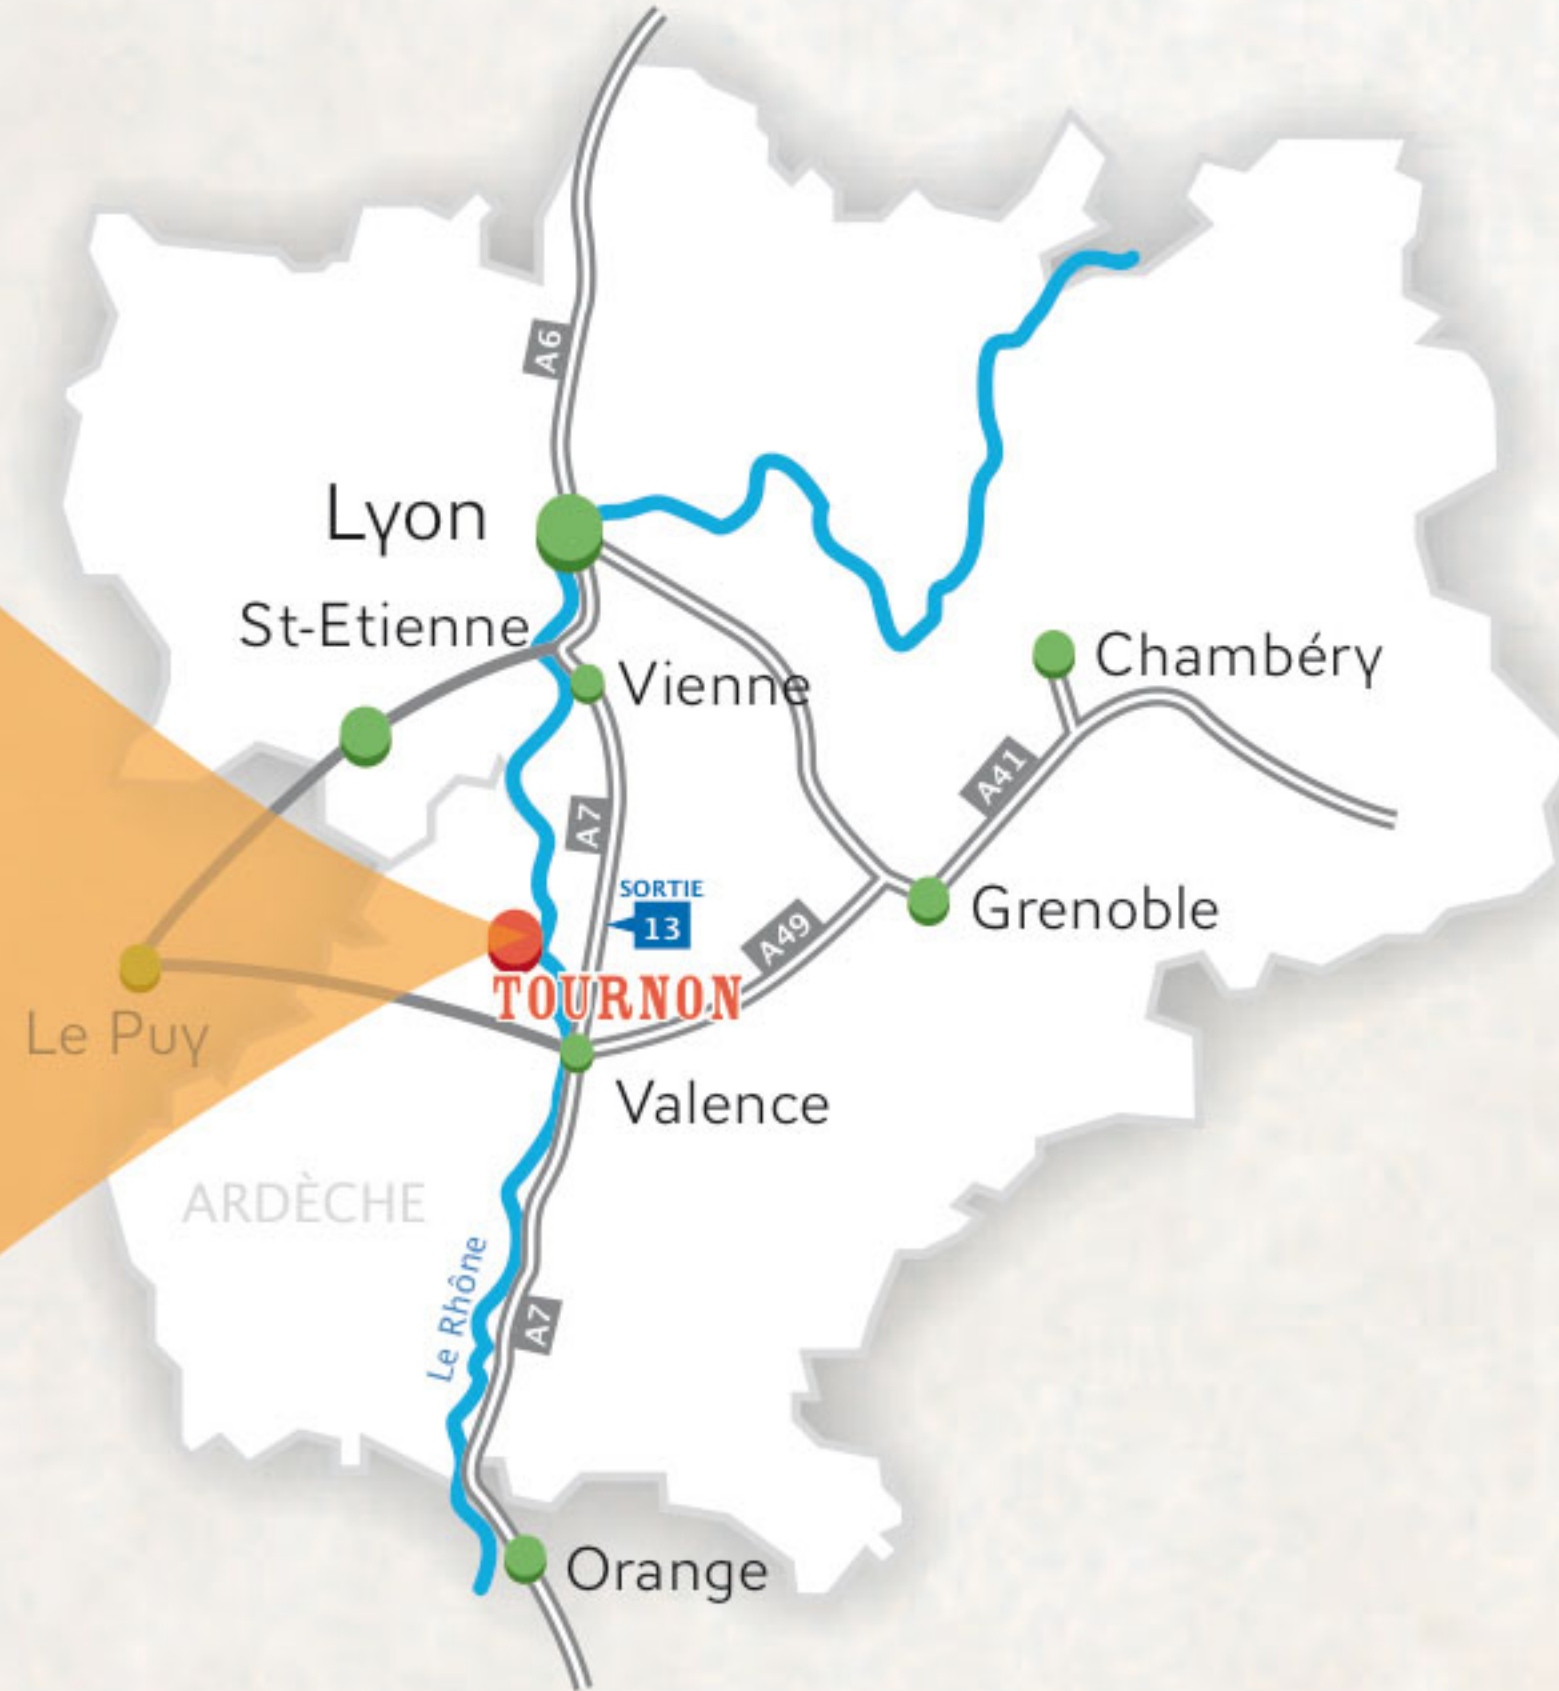 A6
Lyon
St-Etienne
Vienne
Chambéry
A41
A7
SORTIE
13
Grenoble
A49
TOURNON
Le Puy
Valence
ARDÈCHE
Le Rhône
A7
Orange